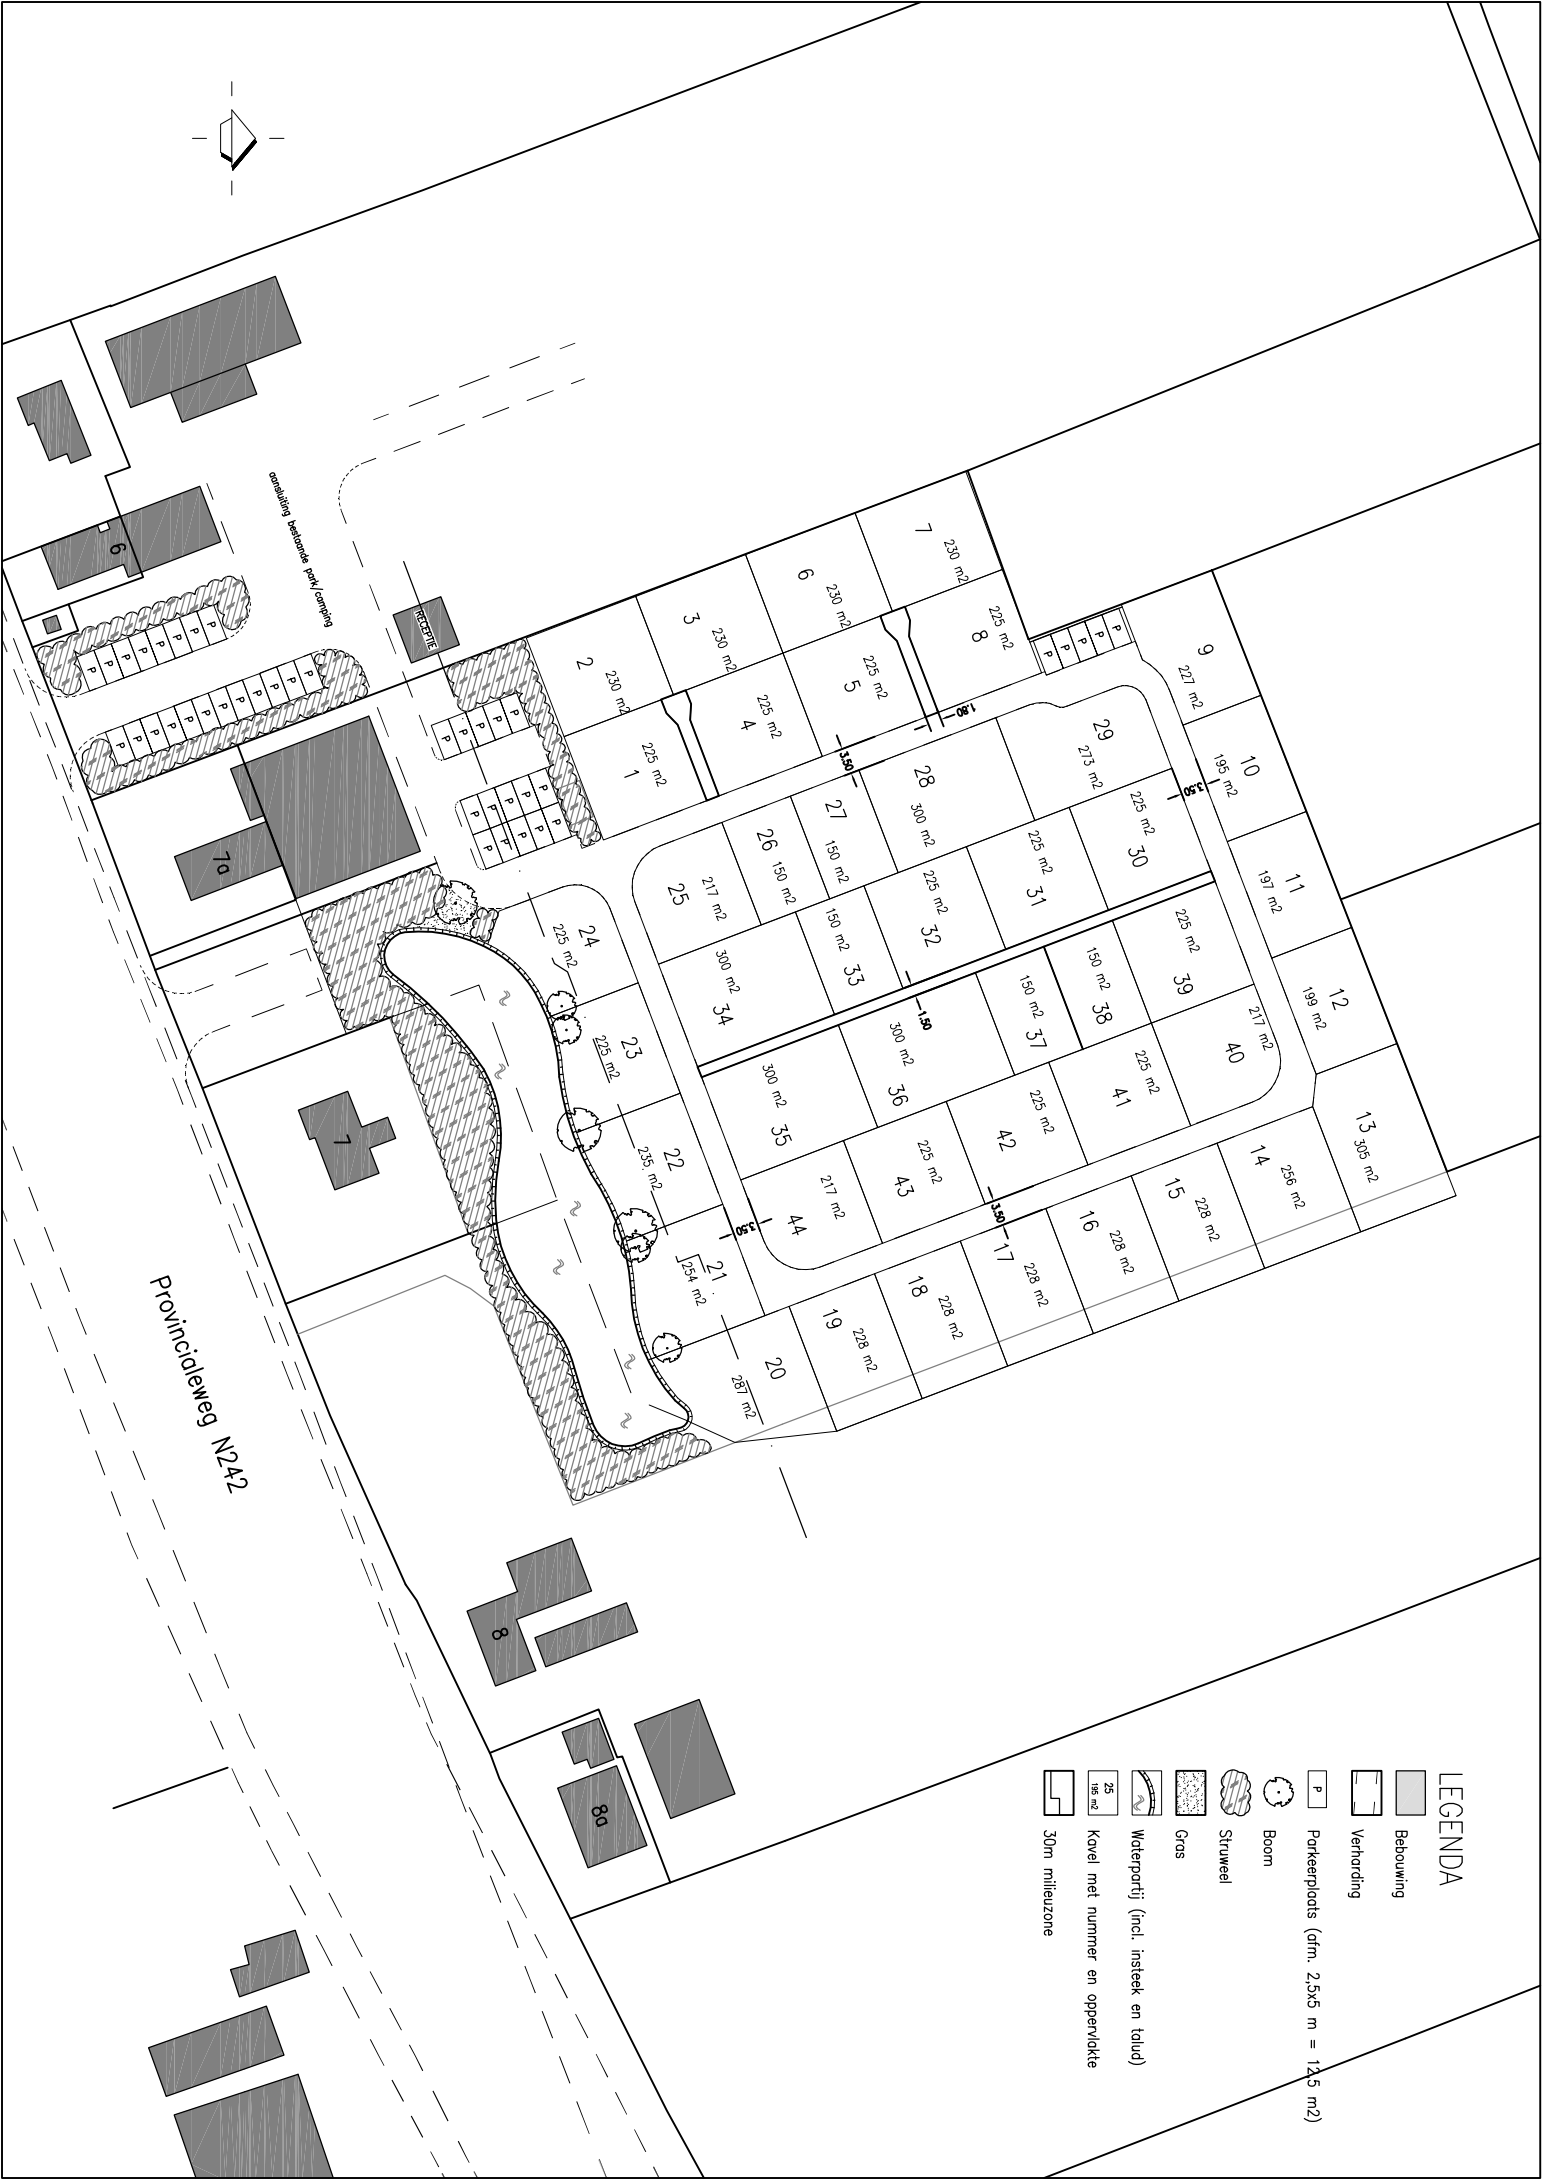 LEGENDA
Bebouwing
Verharding
P
Parkeerplaats (afm. 2,5x5 m = 12,5 m2)
Boom
Struweel
Gras
Waterpartij (incl. insteek en talud)
25
195 m2
Kavel met nummer en oppervlakte
30m milieuzone
aansluiting bestaande park/camping
RECEPTIE
Provincialeweg N242
6
7a
7
8
8a
1
225 m2
2
230 m2
3
230 m2
4
225 m2
5
225 m2
6
230 m2
7
230 m2
8
225 m2
9
227 m2
10
195 m2
11
197 m2
12
199 m2
13
305 m2
14
256 m2
15
228 m2
16
228 m2
17
228 m2
18
228 m2
19
228 m2
20
287 m2
21
254 m2
22
235 m2
23
225 m2
24
225 m2
25
217 m2
26
150 m2
27
150 m2
28
300 m2
29
273 m2
30
225 m2
31
225 m2
32
225 m2
33
150 m2
34
300 m2
35
300 m2
36
300 m2
37
150 m2
38
150 m2
39
225 m2
40
217 m2
41
225 m2
42
225 m2
43
225 m2
44
217 m2
1.80
3.50
3.50
1.50
3.50
3.50
P P P P
P P P P P P P P
P P P P P P P P P P P P
P P P P P
P P P P P
P P P P P